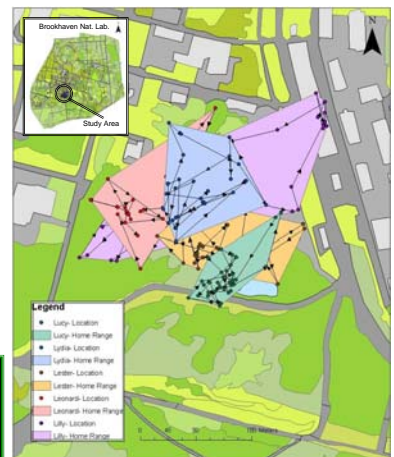 Brookhaven Nat. Lab.
N
Study Area
Legend
Lucy- Location
Lucy- Home Range
Lydia- Location
Lydia- Home Range
Lester- Location
Lester- Home Range
Leonard- Location
Leonard- Home Range
Lilly- Location
Lilly- Home Range
Meters